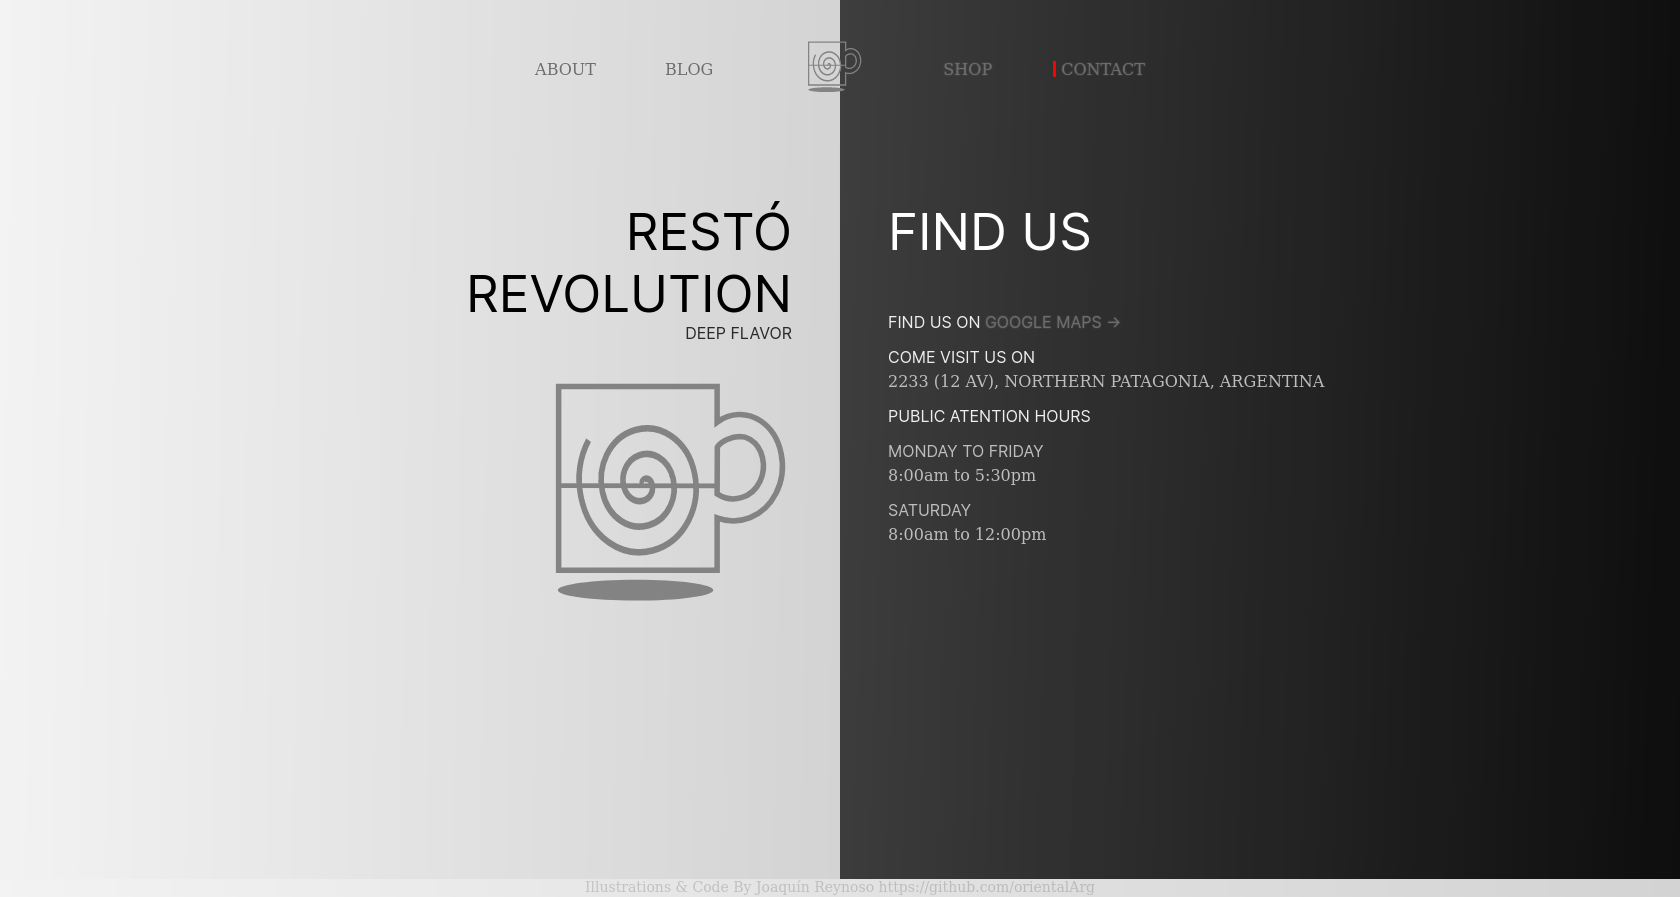 ABOUT BLOG SHOP CONTACT
RESTÓ
REVOLUTION
DEEP FLAVOR
FIND US
FIND US ON GOOGLE MAPS →
COME VISIT US ON
2233 (12 AV), NORTHERN PATAGONIA, ARGENTINA
PUBLIC ATENTION HOURS
MONDAY TO FRIDAY
8:00am to 5:30pm
SATURDAY
8:00am to 12:00pm
Illustrations & Code By Joaquín Reynoso https://github.com/orientalArg